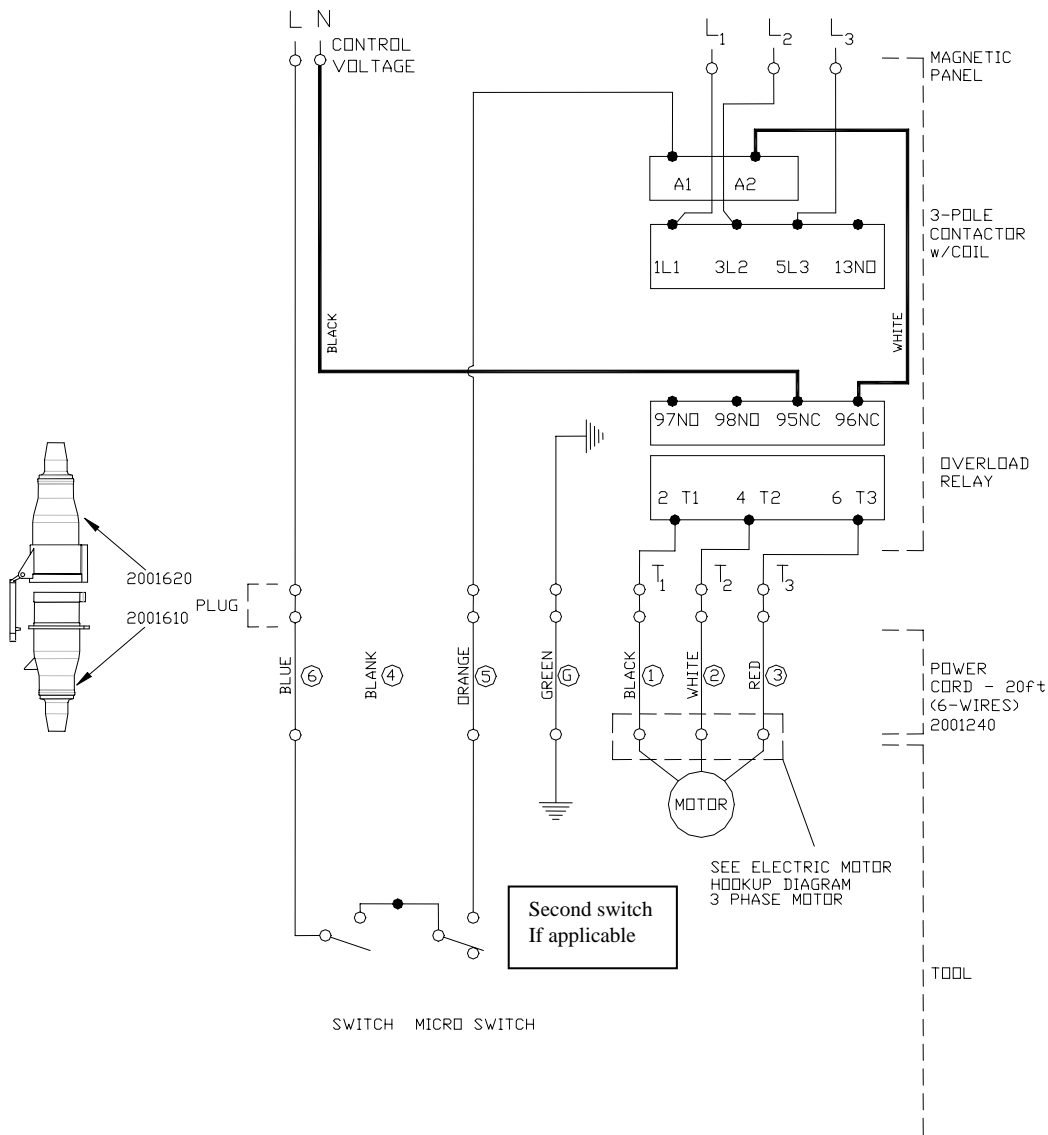 L N
CONTROL
VOLTAGE
L1 L2 L3
MAGNETIC
PANEL
A1 A2
3-POLE
CONTACTOR
w/COIL
1L1 3L2 5L3 13NO
BLACK
WHITE
97NO 98NO 95NC 96NC
OVERLOAD
RELAY
2 T1 4 T2 6 T3
2001620
2001610
PLUG
T1 T2 T3
BLUE 6
BLANK 4
ORANGE 5
GREEN G
BLACK 1
WHITE 2
RED 3
POWER
CORD - 20ft
(6-WIRES)
2001240
MOTOR
SEE ELECTRIC MOTOR
HOOKUP DIAGRAM
3 PHASE MOTOR
Second switch
If applicable
TOOL
SWITCH MICRO SWITCH